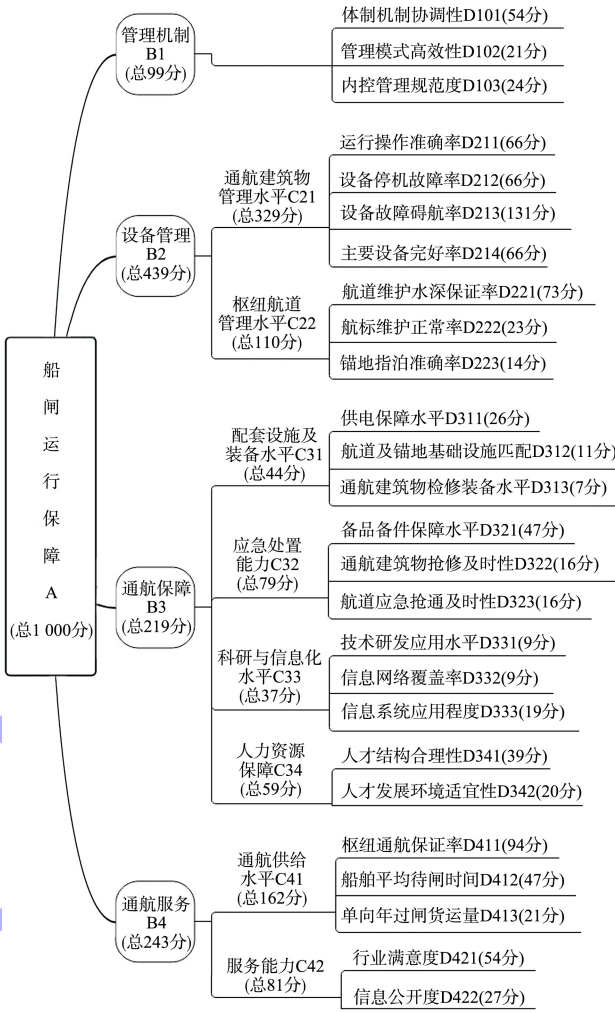 船
闸
运
行
保
障
A
(总1 000分)
管理机制
B1
(总99分)
体制机制协调性D101(54分)
管理模式高效性D102(21分)
内控管理规范度D103(24分)
设备管理
B2
(总439分)
通航建筑物
管理水平C21
(总329分)
运行操作准确率D211(66分)
设备停机故障率D212(66分)
设备故障碍航率D213(131分)
主要设备完好率D214(66分)
枢纽航道
管理水平C22
(总110分)
航道维护水深保证率D221(73分)
航标维护正常率D222(23分)
锚地指泊准确率D223(14分)
通航保障
B3
(总219分)
配套设施及
装备水平C31
(总44分)
供电保障水平D311(26分)
航道及锚地基础设施匹配D312(11分)
通航建筑物检修装备水平D313(7分)
应急处置
能力C32
(总79分)
备品备件保障水平D321(47分)
通航建筑物抢修及时性D322(16分)
航道应急抢通及时性D323(16分)
科研与信息化
水平C33
(总37分)
技术研发应用水平D331(9分)
信息网络覆盖率D332(9分)
信息系统应用程度D333(19分)
人力资源
保障C34
(总59分)
人才结构合理性D341(39分)
人才发展环境适宜性D342(20分)
通航服务
B4
(总243分)
通航供给
水平C41
(总162分)
枢纽通航保证率D411(94分)
船舶平均待闸时间D412(47分)
单向年过闸货运量D413(21分)
服务能力C42
(总81分)
行业满意度D421(54分)
信息公开度D422(27分)